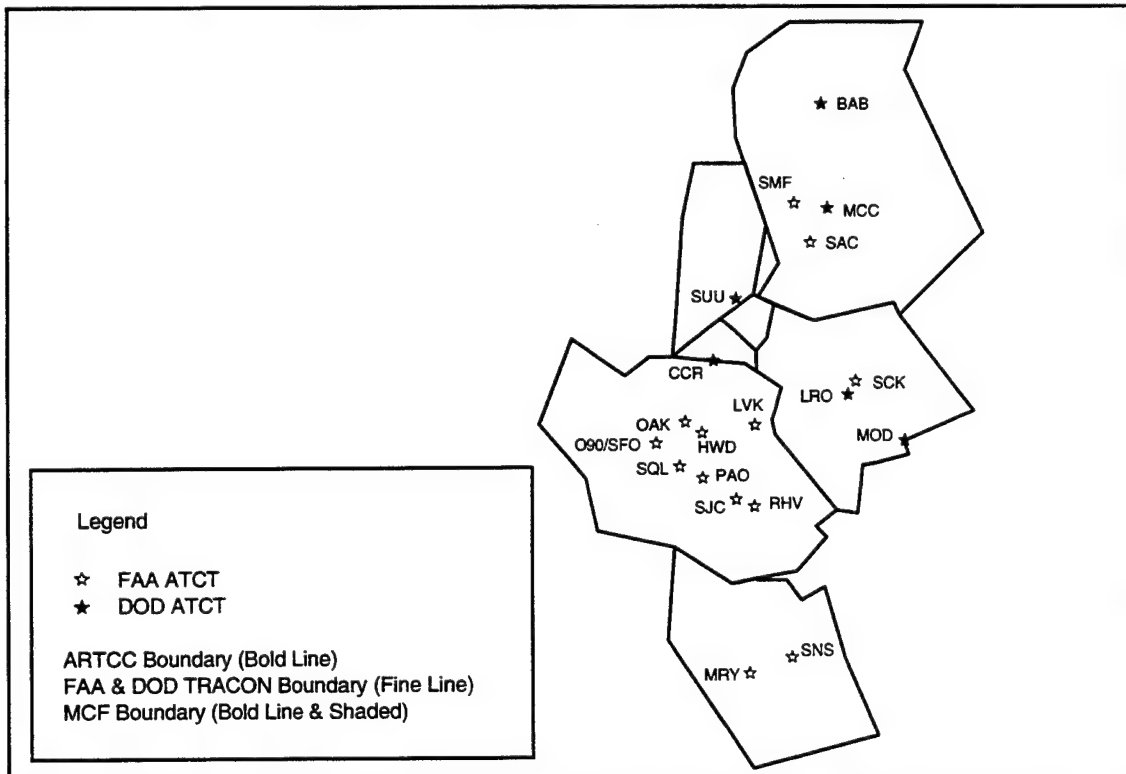 BAB
SMF
MCC
SAC
SUU
CCR
SCK
LRO
LVK
OAK
MOD
O90/SFO
HWD
SQL
PAO
SJC
RHV
Legend
FAA ATCT
DOD ATCT
SNS
MRY
ARTCC Boundary (Bold Line)
FAA & DOD TRACON Boundary (Fine Line)
MCF Boundary (Bold Line & Shaded)